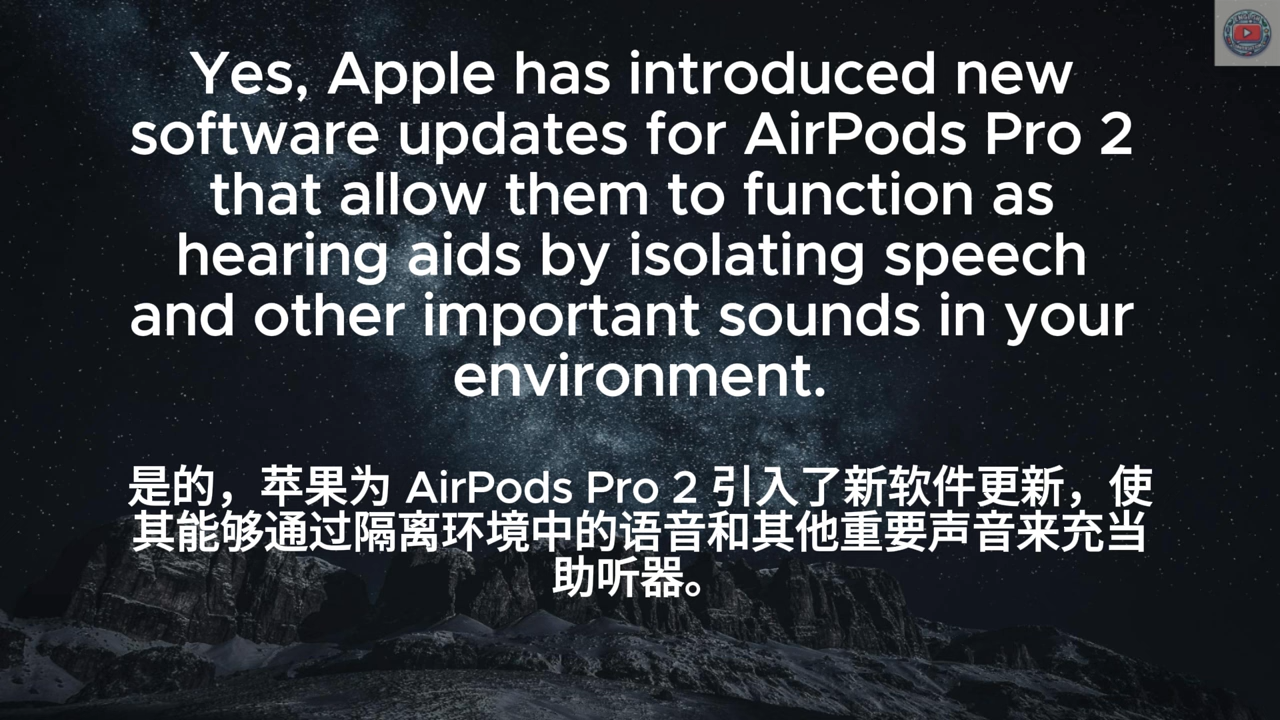 Yes, Apple has introduced new
software updates for AirPods Pro 2
that allow them to function as
hearing aids by isolating speech
and other important sounds in your
environment.
是的，苹果为 AirPods Pro 2 引入了新软件更新，使
其能够通过隔离环境中的语音和其他重要声音来充当
助听器。